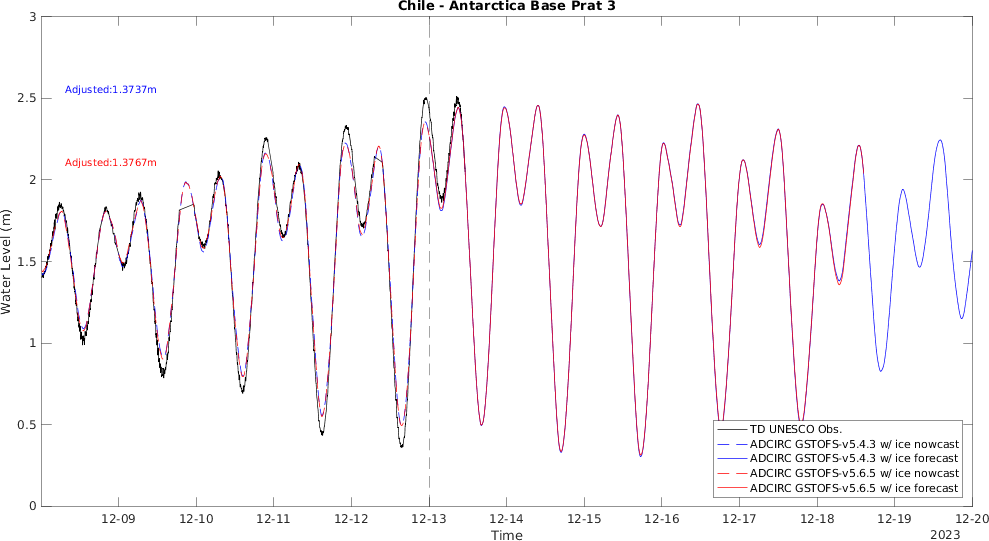 Chile - Antarctica Base Prat 3
3
2.5
2
1.5
1
0.5
0
Water Level (m)
Adjusted:1.3737m
Adjusted:1.3767m
TD UNESCO Obs.
ADCIRC GSTOFS-v5.4.3 w/ ice nowcast
ADCIRC GSTOFS-v5.4.3 w/ ice forecast
ADCIRC GSTOFS-v5.6.5 w/ ice nowcast
ADCIRC GSTOFS-v5.6.5 w/ ice forecast
12-09 12-10 12-11 12-12 12-13 12-14 12-15 12-16 12-17 12-18 12-19 12-20
Time
2023